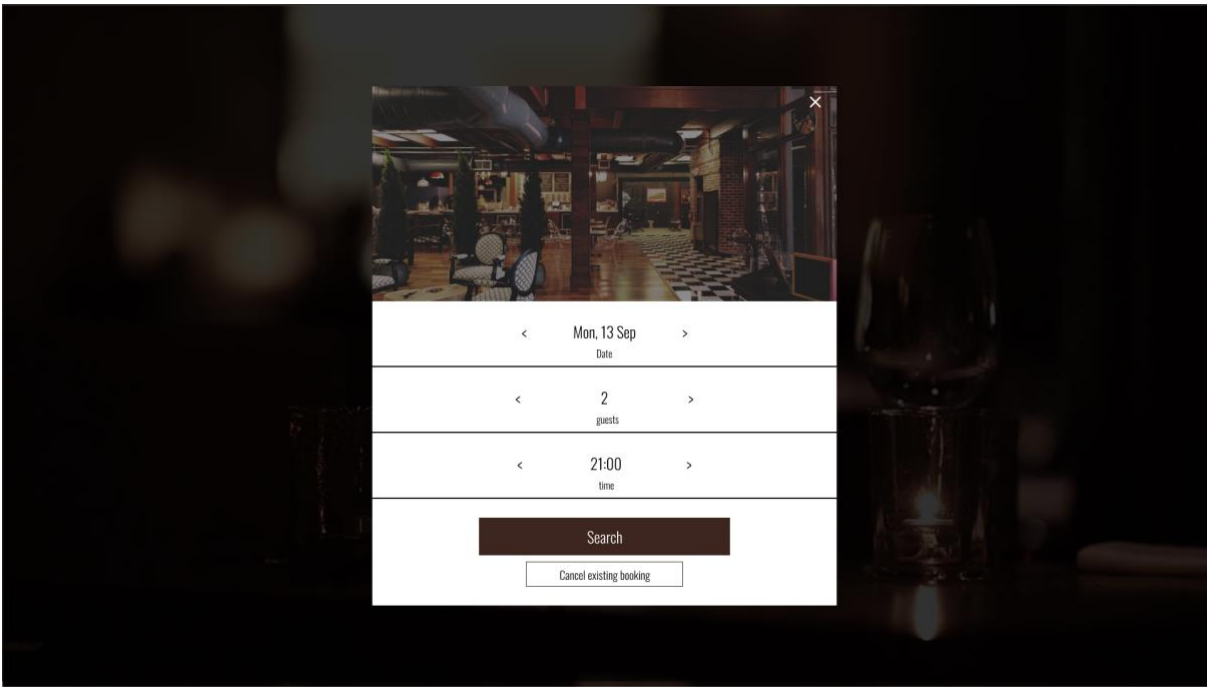 Mon, 13 Sep
Date
2
guests
21:00
time
Search
Cancel existing booking